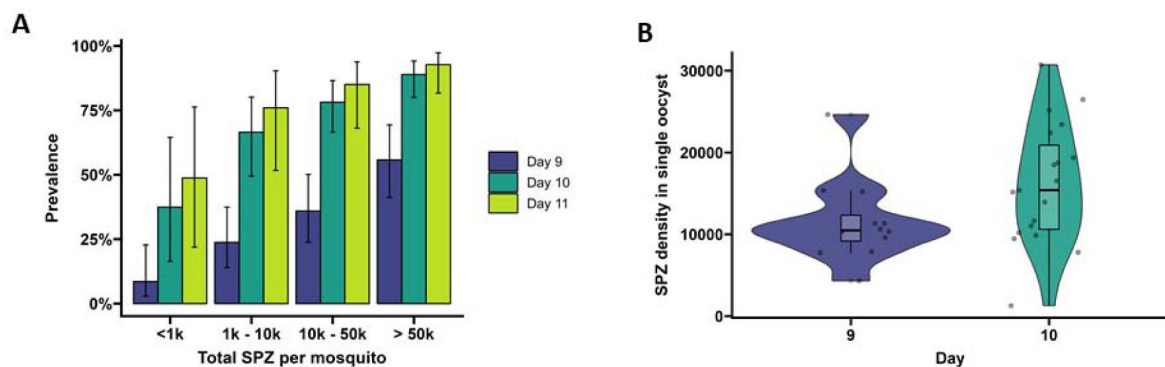 A
Prevalence
100%
75%
50%
25%
0%
<1k
1k - 10k
10k - 50k
> 50k
Total SPZ per mosquito
Day 9
Day 10
Day 11
B
SPZ density in single oocyst
30000
20000
10000
0
9
10
Day